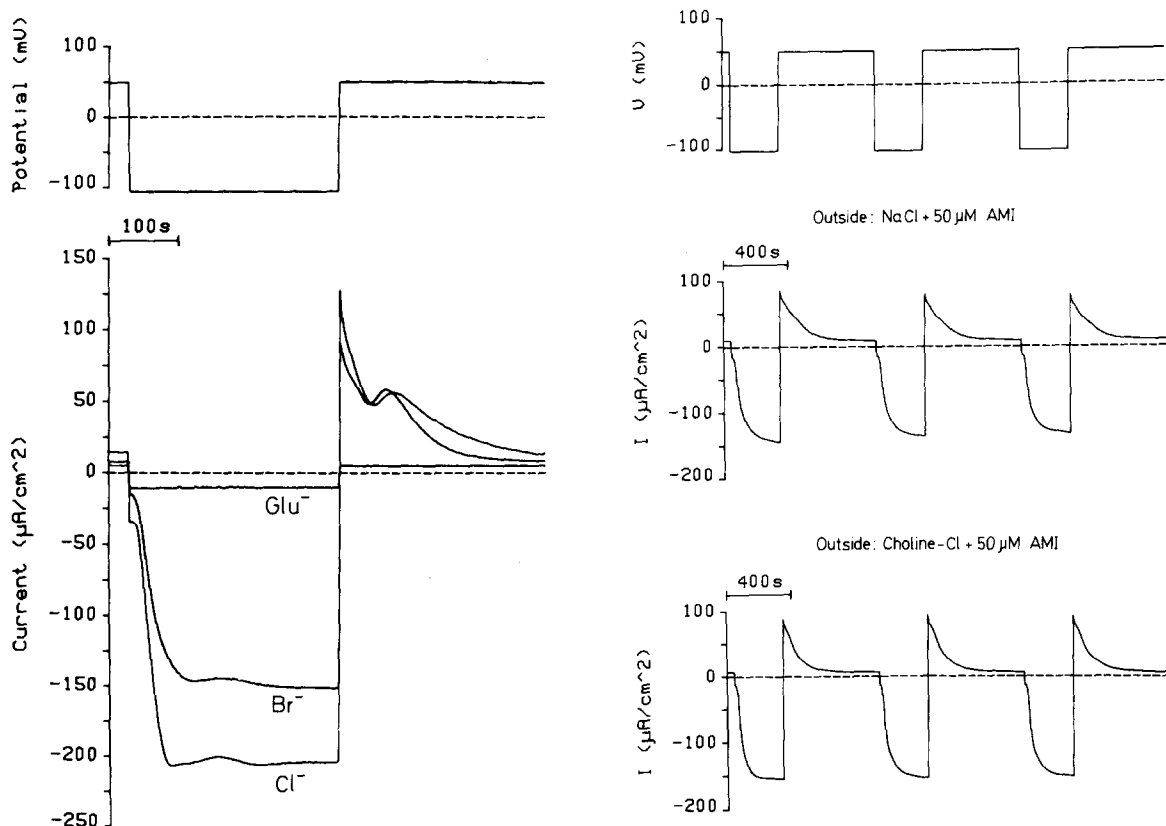 Potential (mV)
100
0
-100
100s
Current (µA/cm^2)
150
100
50
0
-50
-100
-150
-200
-250
Glu⁻
Br⁻
Cl⁻
U (mV)
100
0
-100
Outside: NaCl + 50 µM AMI
400s
I (µA/cm^2)
100
0
-100
-200
Outside: Choline-Cl + 50 µM AMI
400s
I (µA/cm^2)
100
0
-100
-200